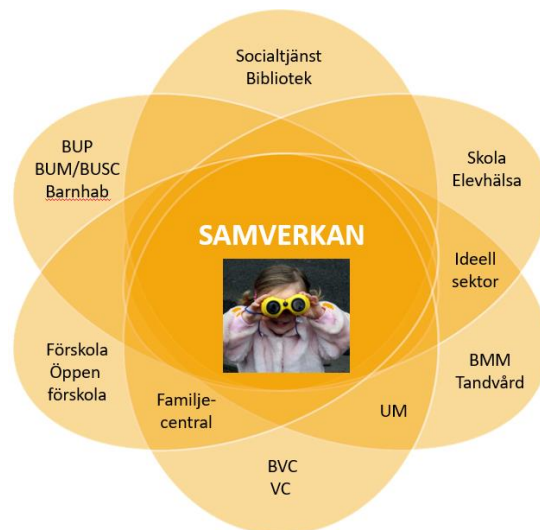 Socialtjänst
Bibliotek
BUP
BUM/BUSC
Barnhab
Skola
Elevhälsa
SAMVERKAN
Ideell
sektor
Förskola
Öppen
förskola
Familje-
central
UM
BMM
Tandvård
BVC
VC